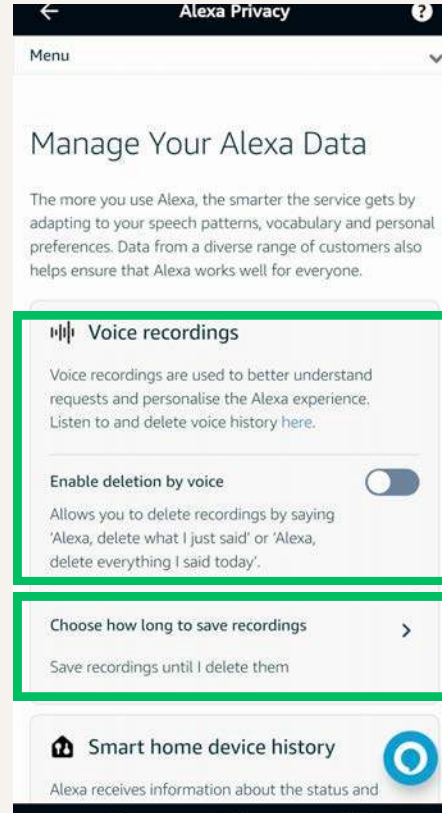 Alexa Privacy
?
Menu
Manage Your Alexa Data
The more you use Alexa, the smarter the service gets by
adapting to your speech patterns, vocabulary and personal
preferences. Data from a diverse range of customers also
helps ensure that Alexa works well for everyone.
Voice recordings
Voice recordings are used to better understand
requests and personalise the Alexa experience.
Listen to and delete voice history here.
Enable deletion by voice
Allows you to delete recordings by saying
'Alexa, delete what I just said' or 'Alexa,
delete everything I said today'.
Choose how long to save recordings
Save recordings until I delete them
Smart home device history
Alexa receives information about the status and